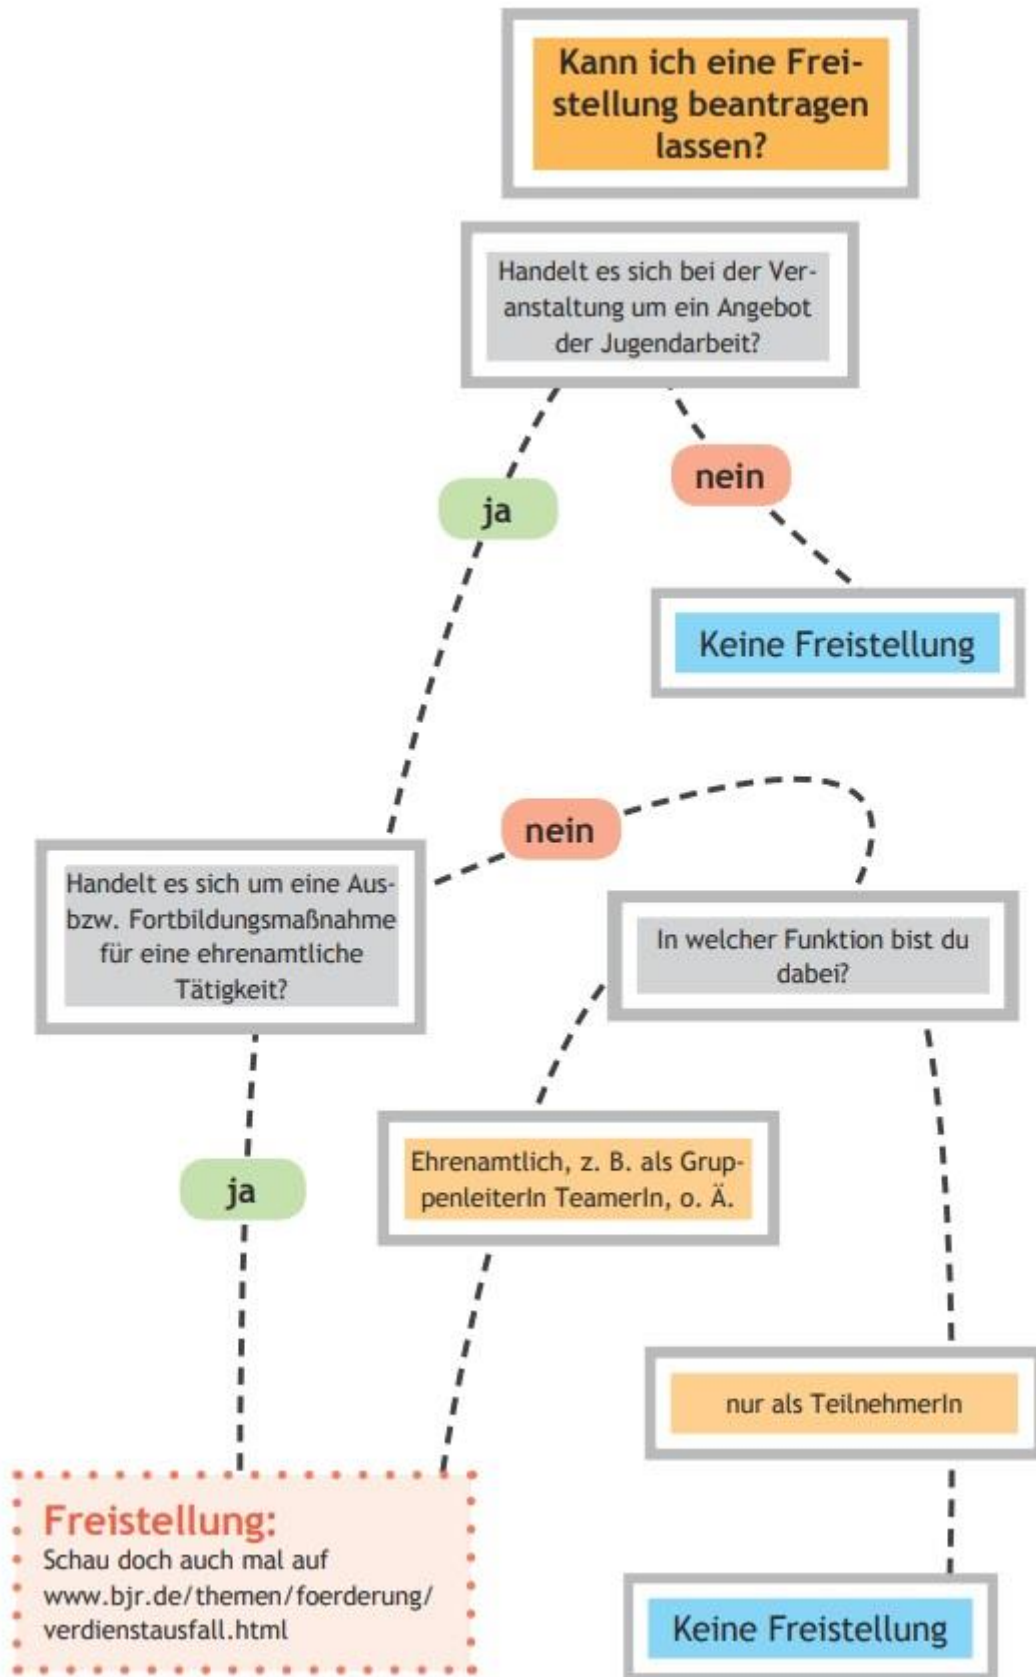 Kann ich eine Frei-
stellung beantragen
lassen?
Handelt es sich bei der Ver-
anstaltung um ein Angebot
der Jugendarbeit?
nein
ja
Keine Freistellung
nein
Handelt es sich um eine Aus-
bzw. Fortbildungsmaßnahme
für eine ehrenamtliche
Tätigkeit?
In welcher Funktion bist du
dabei?
Ehrenamtlich, z. B. als Grup-
penleiterIn TeamerIn, o. Ä.
ja
nur als TeilnehmerIn
Freistellung:
Schau doch auch mal auf
www.bjr.de/themen/foerderung/
verdienstausfall.html
Keine Freistellung